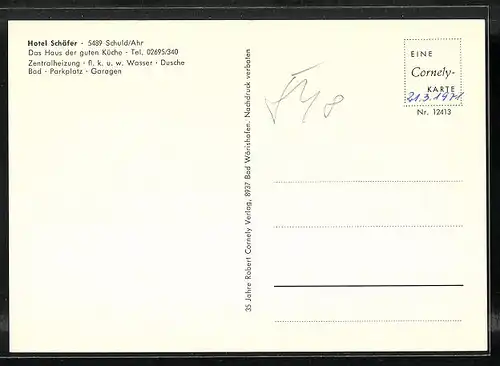 Hotel Schäfer · 5489 Schuld/Ahr
Das Haus der guten Küche · Tel. 02695/340
Zentralheizung · fl. k. u. w. Wasser · Dusche
Bad · Parkplatz · Garagen
35 Jahre Robert Cornely Verlag, 8937 Bad Wörishofen. Nachdruck verboten
EINE
Cornely-
KARTE
21.3.1971.
Nr. 12413